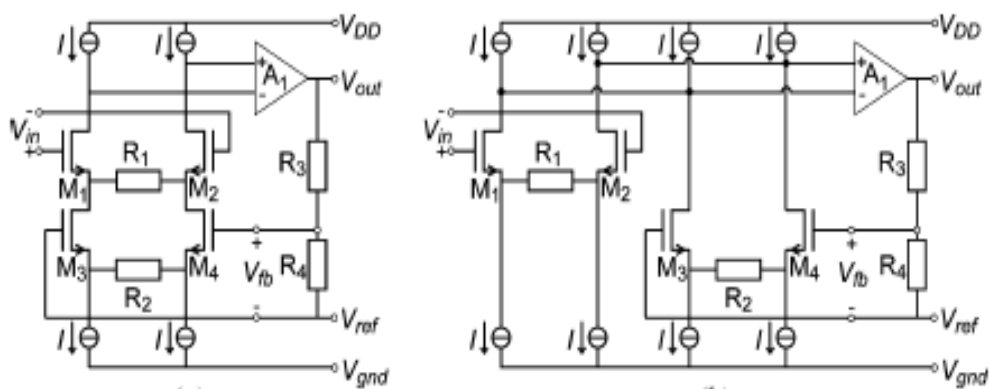 I I V_DD
A_1 + - V_out
- V_in +
R_1 R_3
M_1 M_2
M_3 M_4 + V_fb - R_4
R_2
V_ref
I I
V_gnd
I I I I V_DD
A_1 + - V_out
- V_in +
R_1 R_3
M_1 M_2
M_3 M_4 + V_fb - R_4
R_2
V_ref
I I I I
V_gnd